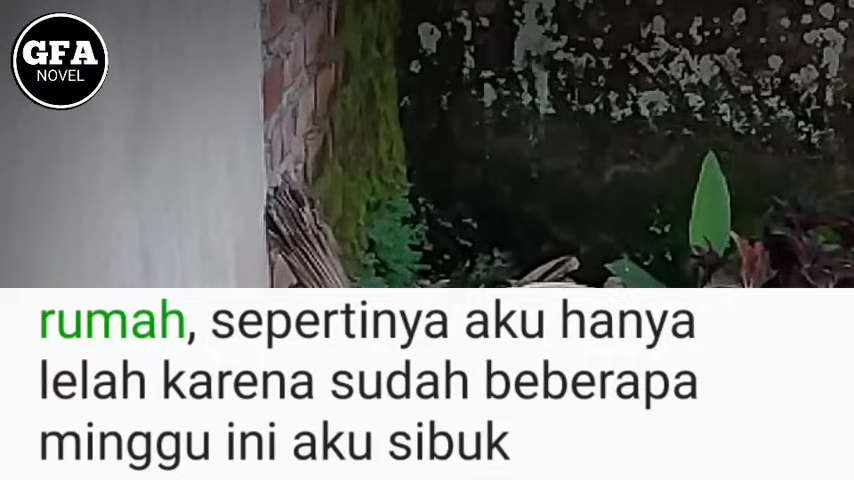 GFA
NOVEL
rumah, sepertinya aku hanya
lelah karena sudah beberapa
minggu ini aku sibuk